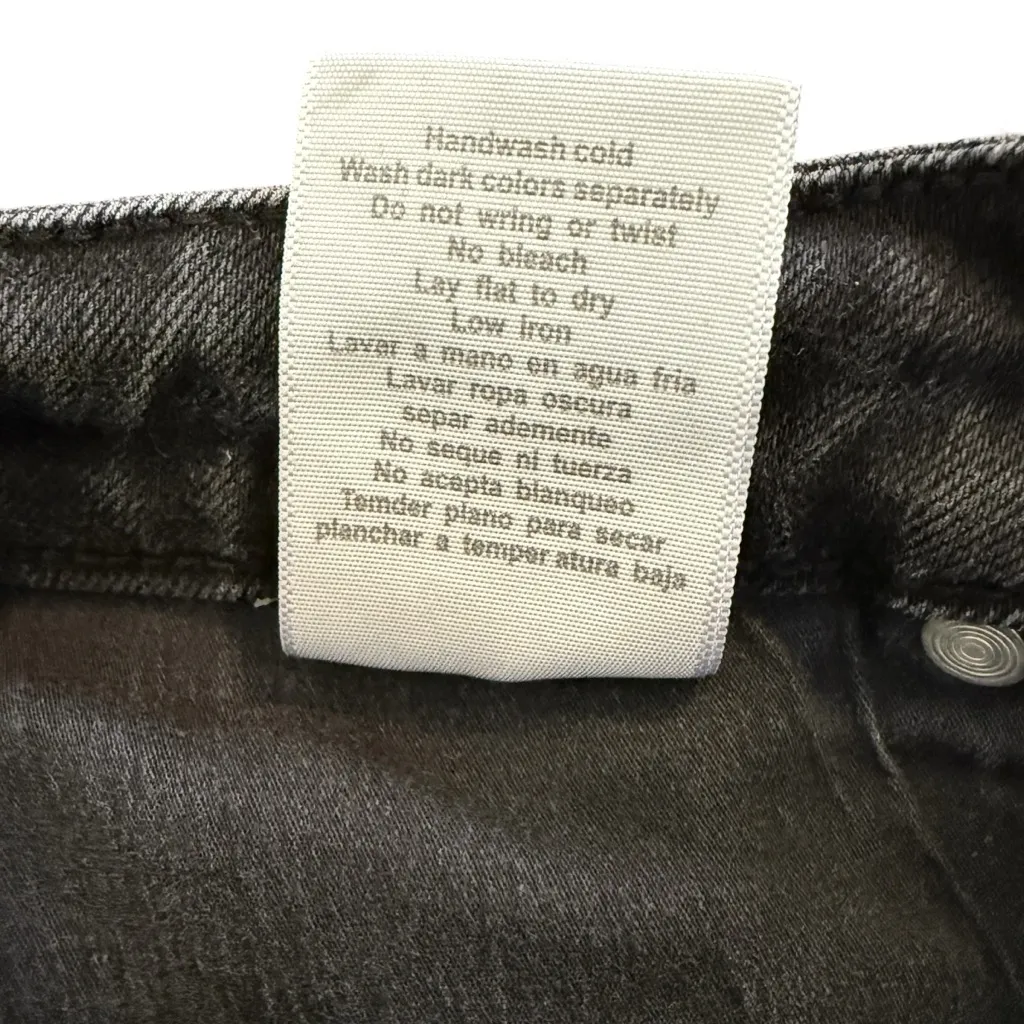 Handwash cold
Wash dark colors separately
Do not wring or twist
No bleach
Lay flat to dry
Low iron
Lavar a mano en agua fria
Lavar ropa oscura
separ ademente
No seque ni tuerza
No acepta blanqueo
Temder plano para secar
planchar a temper atura baja